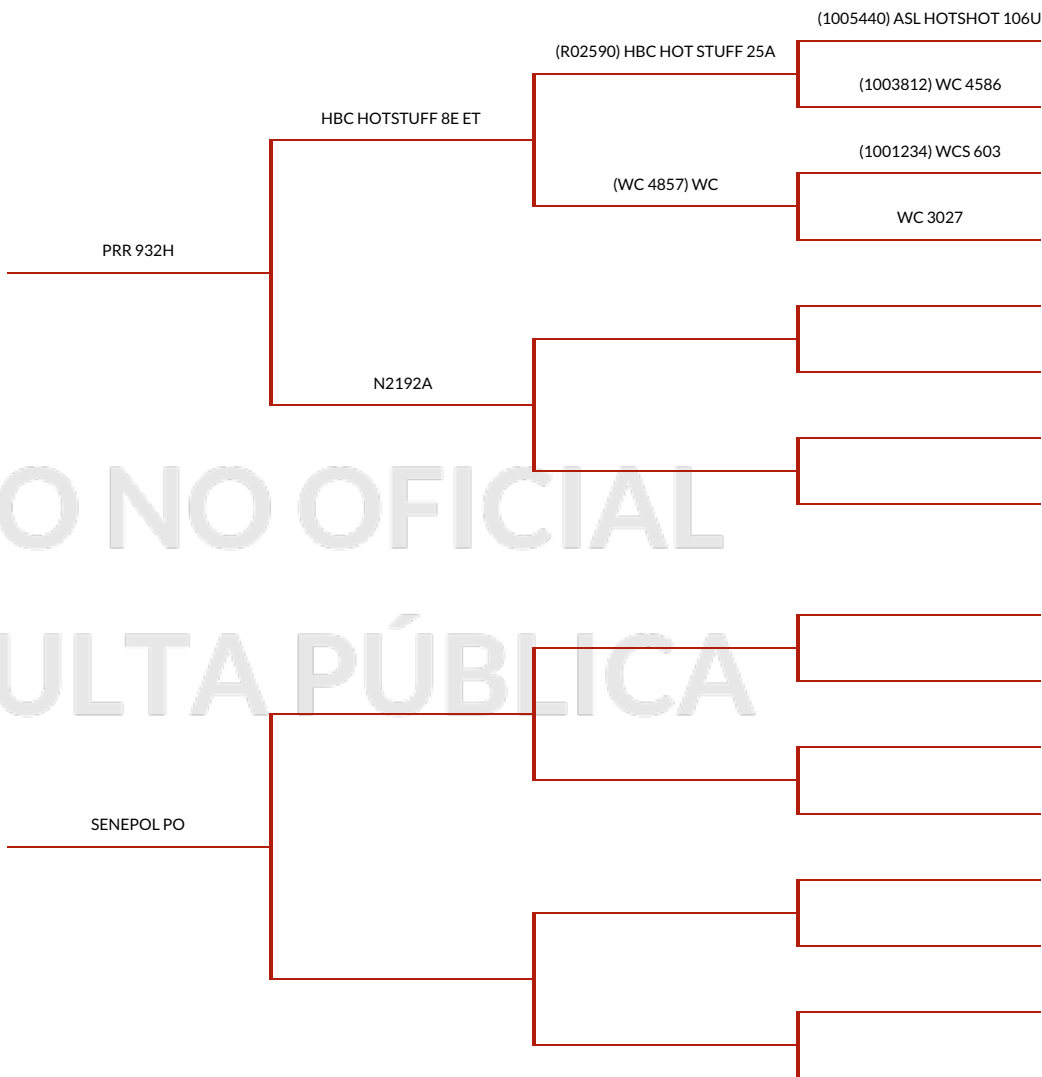 (1005440) ASL HOTSHOT 106U
(R02590) HBC HOT STUFF 25A
(1003812) WC 4586
HBC HOTSTUFF 8E ET
(1001234) WCS 603
(WC 4857) WC
WC 3027
PRR 932H
N2192A
O NO OFICIAL
ULTA PÚBLICA
SENEPOL PO